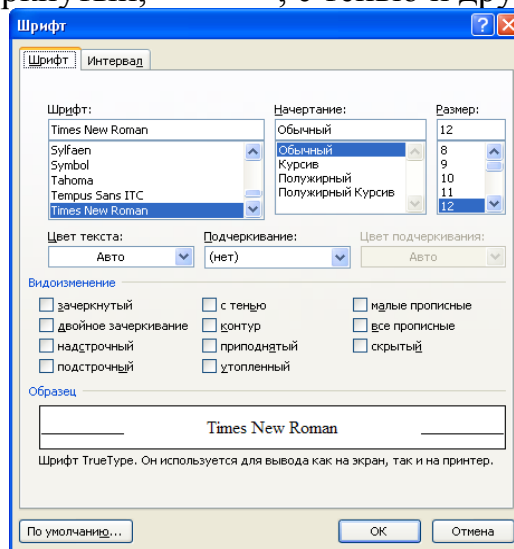 Шрифт
Шрифт Интервал
Шрифт: Начертание: Размер:
Times New Roman Обычный 12
Sylfaen Обычный 8
Symbol Курсив 9
Tahoma Полужирный 10
Tempus Sans ITC Полужирный Курсив 11
Times New Roman 12
Цвет текста: Подчеркивание: Цвет подчеркивания:
Авто (нет) Авто
Видоизменение
зачеркнутый с тенью малые прописные
двойное зачеркивание контур все прописные
надстрочный приподнятый скрытый
подстрочный утопленный
Образец
Times New Roman
Шрифт TrueType. Он используется для вывода как на экран, так и на принтер.
По умолчанию... ОК Отмена